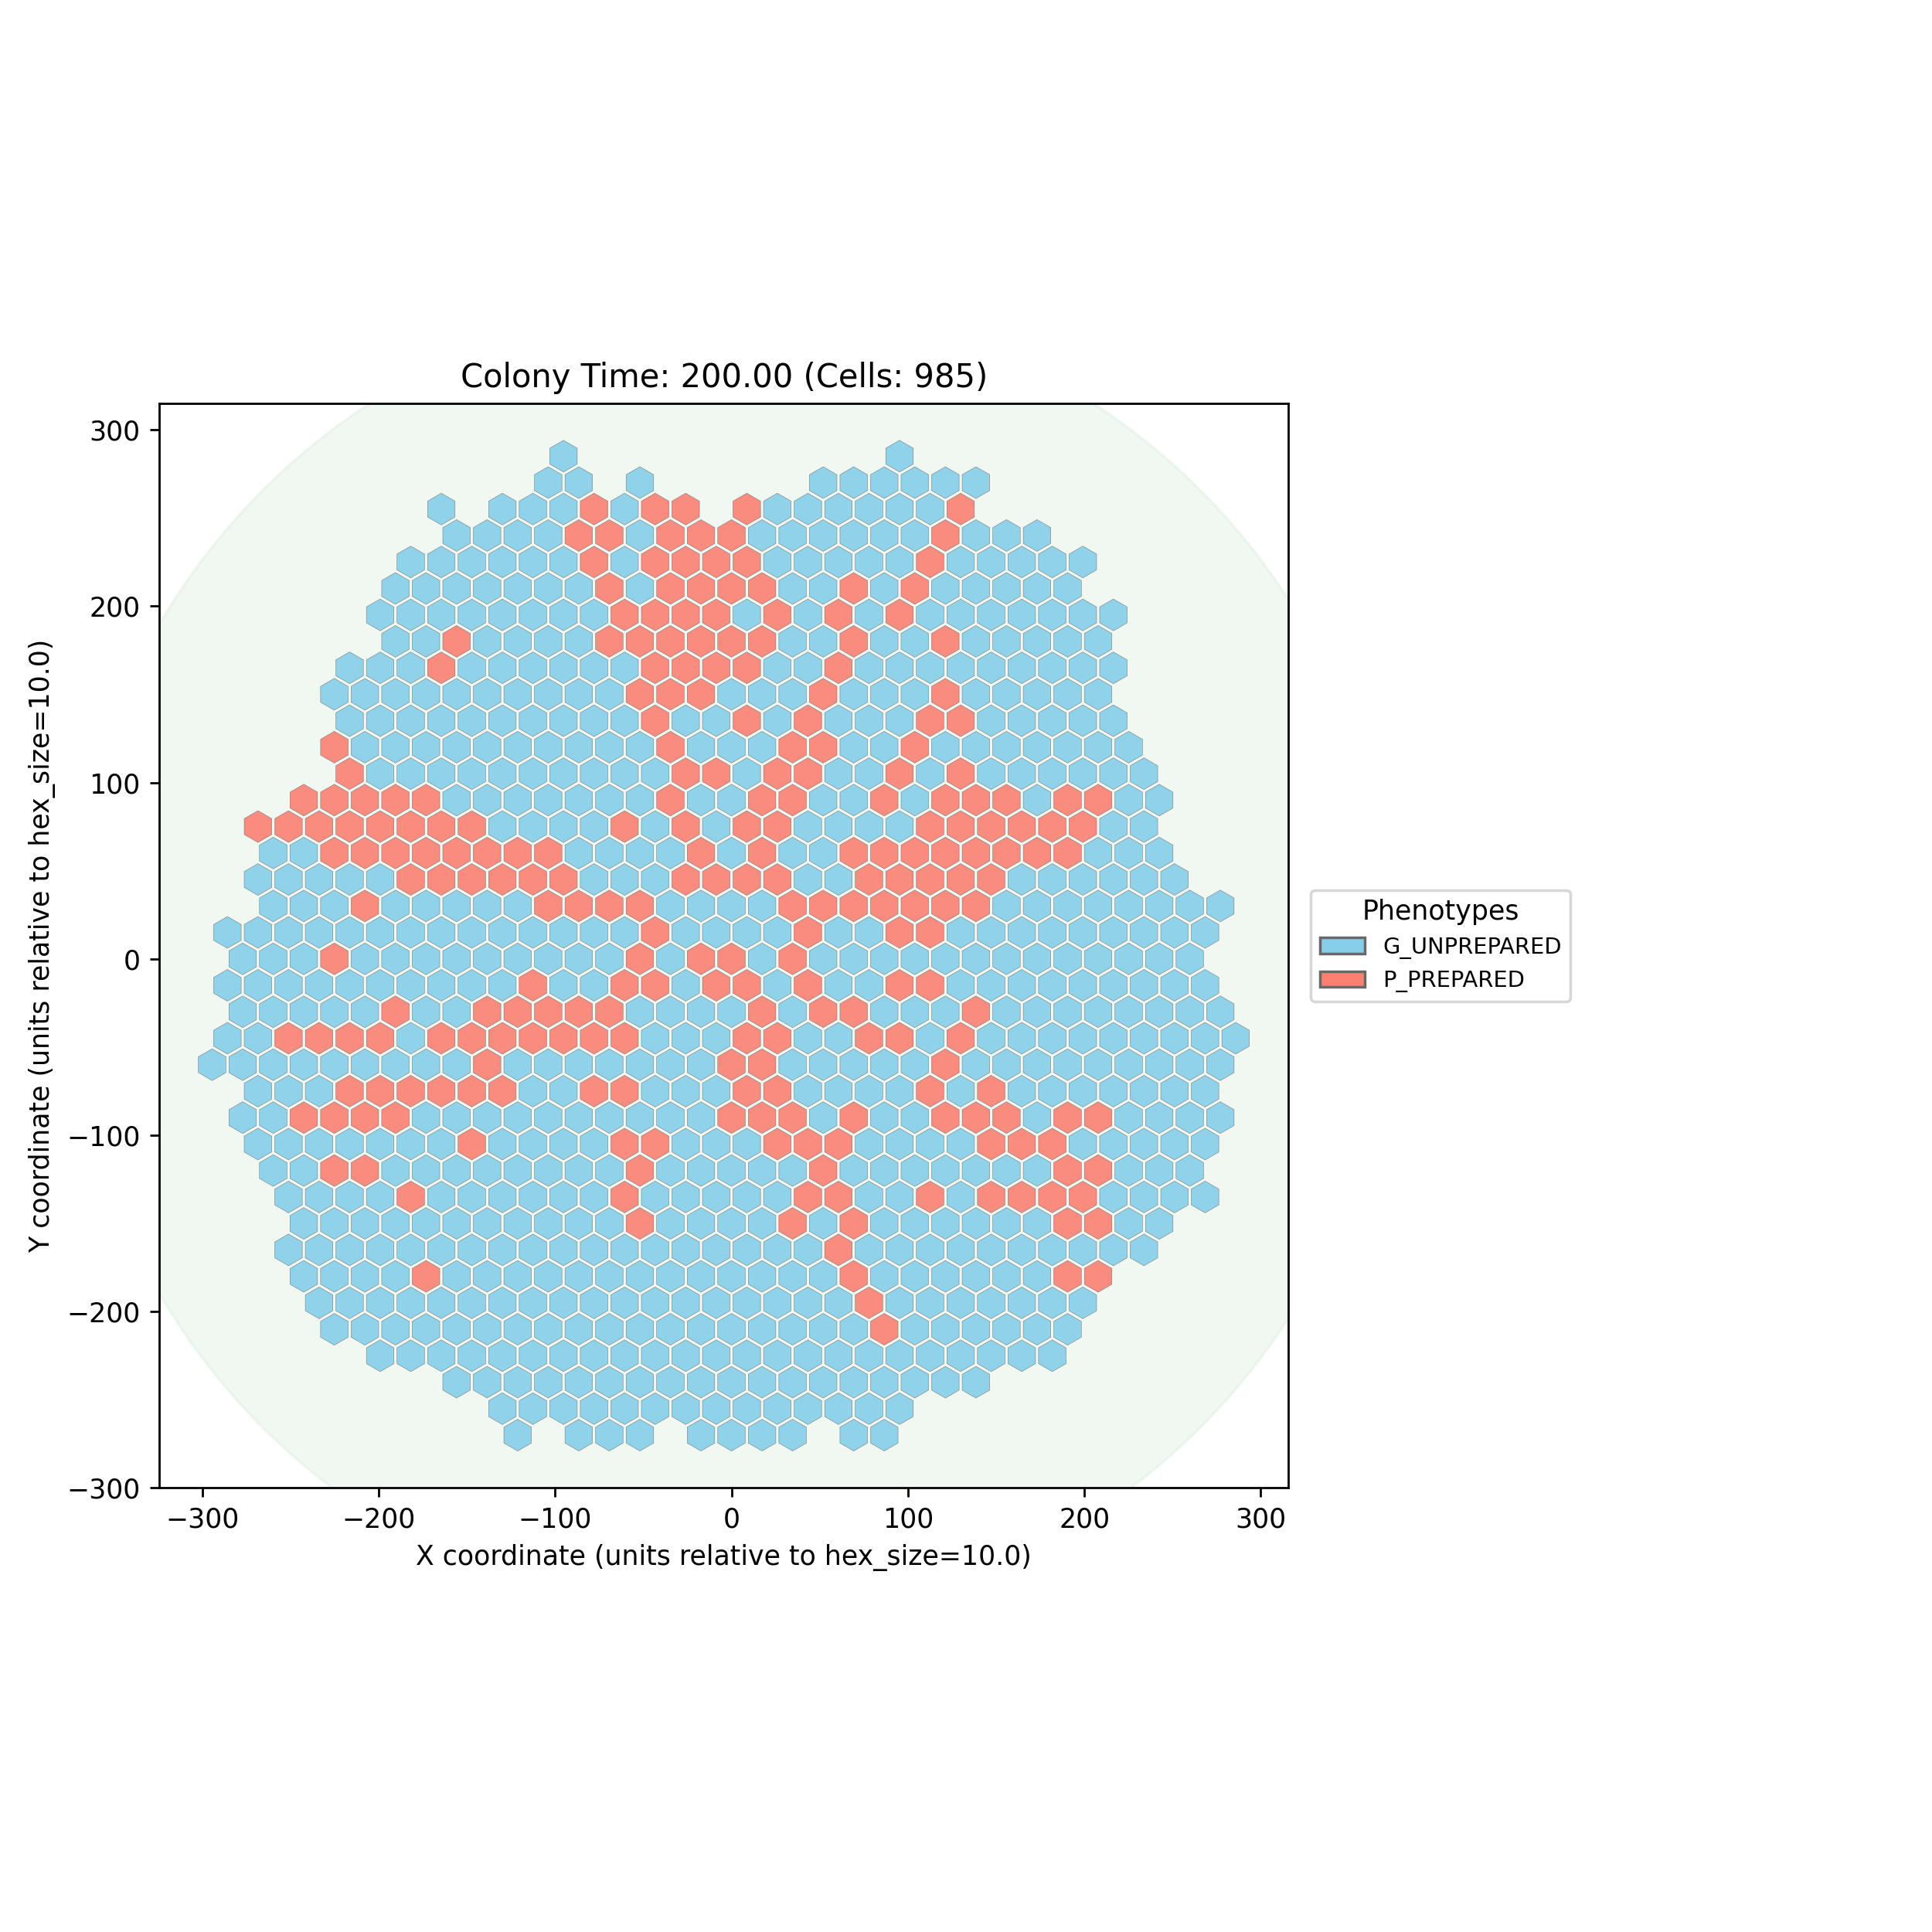 Colony Time: 200.00 (Cells: 985)
300
200
100
0
−100
−200
−300
Y coordinate (units relative to hex_size=10.0)
−300
−200
−100
0
100
200
300
X coordinate (units relative to hex_size=10.0)
Phenotypes
G_UNPREPARED
P_PREPARED